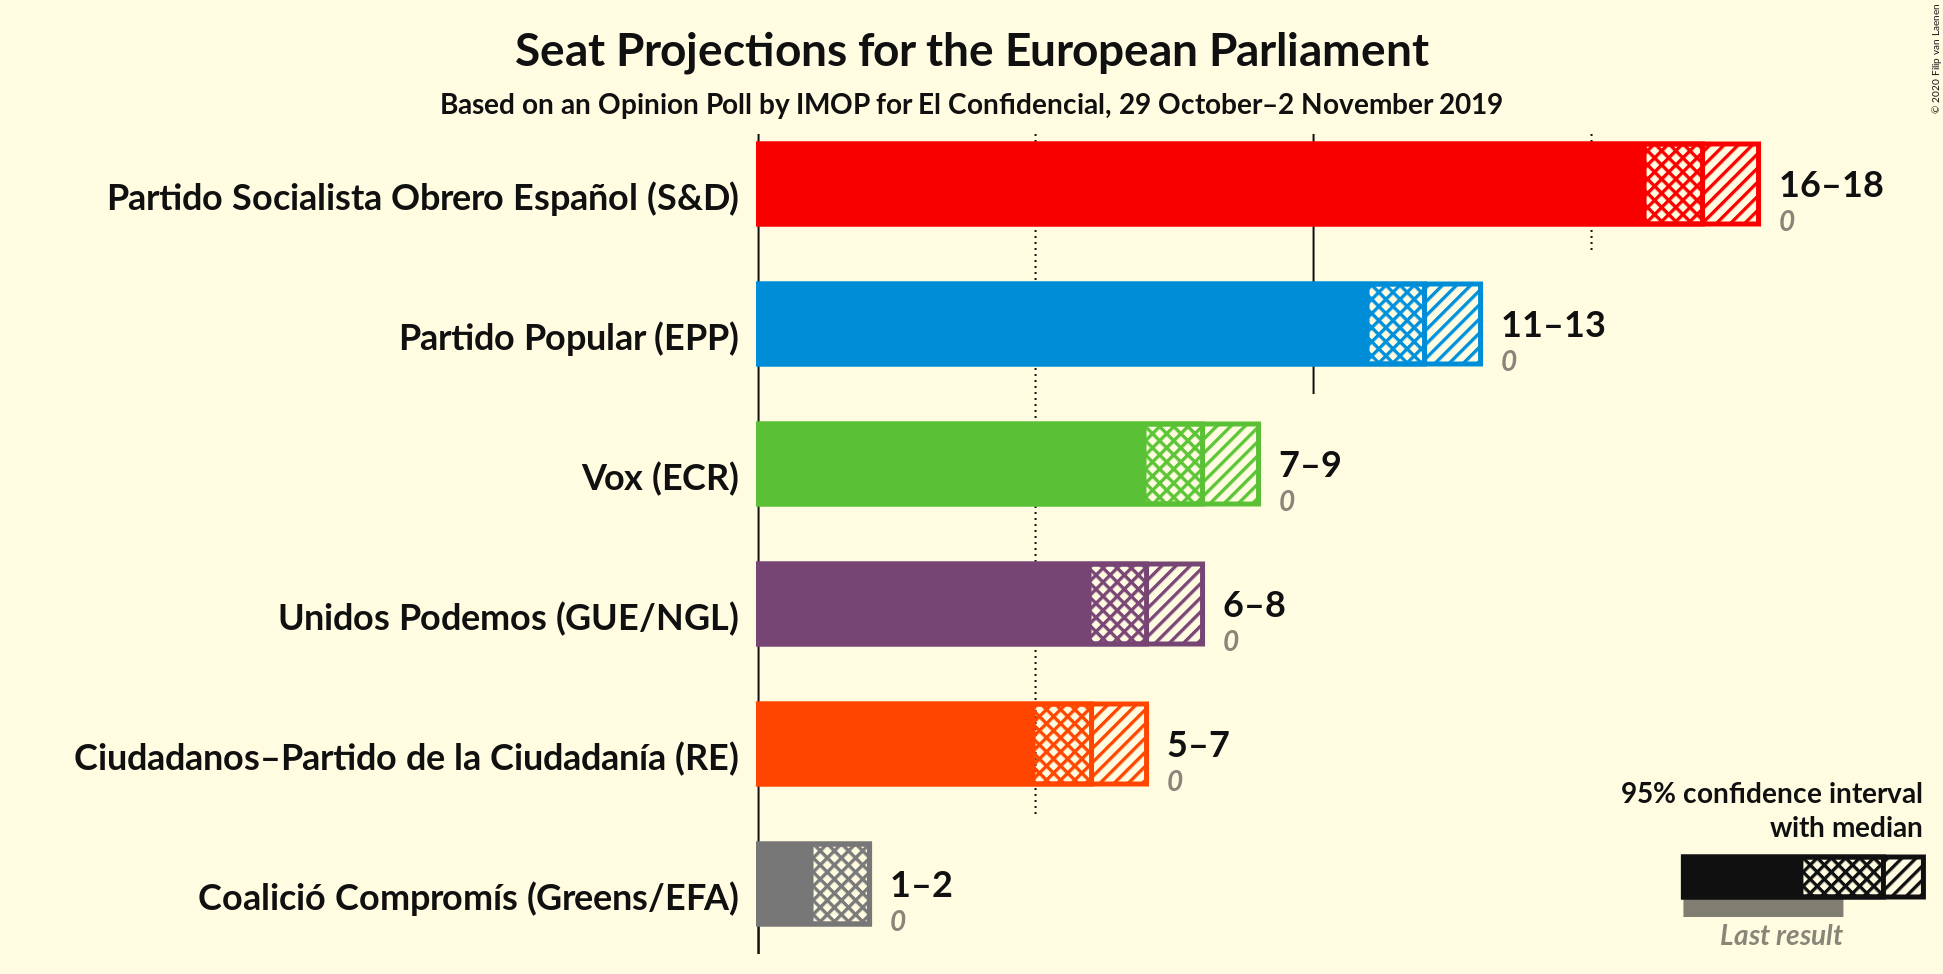 Seat Projections for the European Parliament
Based on an Opinion Poll by IMOP for El Confidencial, 29 October–2 November 2019
© 2020 Filip van Laenen
Partido Socialista Obrero Español (S&D)
16–18
0
Partido Popular (EPP)
11–13
0
Vox (ECR)
7–9
0
Unidos Podemos (GUE/NGL)
6–8
0
Ciudadanos–Partido de la Ciudadanía (RE)
5–7
0
Coalició Compromís (Greens/EFA)
1–2
0
95% confidence interval
with median
Last result